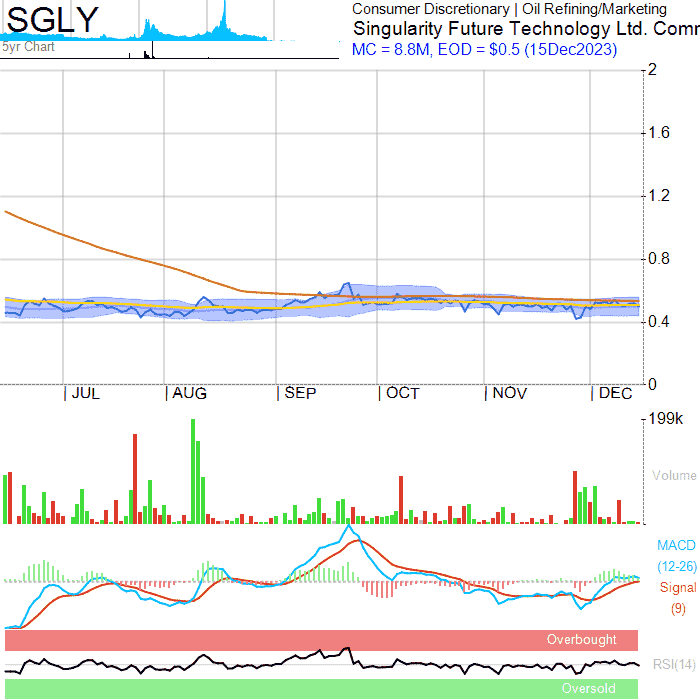 SGLY
5yr Chart
Consumer Discretionary | Oil Refining/Marketing
Singularity Future Technology Ltd. Comm
MC = 8.8M, EOD = $0.5 (15Dec2023)
2
1.6
1.2
0.8
0.4
0
JUL AUG SEP OCT NOV DEC
199k
Volume
MACD
(12-26)
Signal
(9)
Overbought
RSI(14)
Oversold